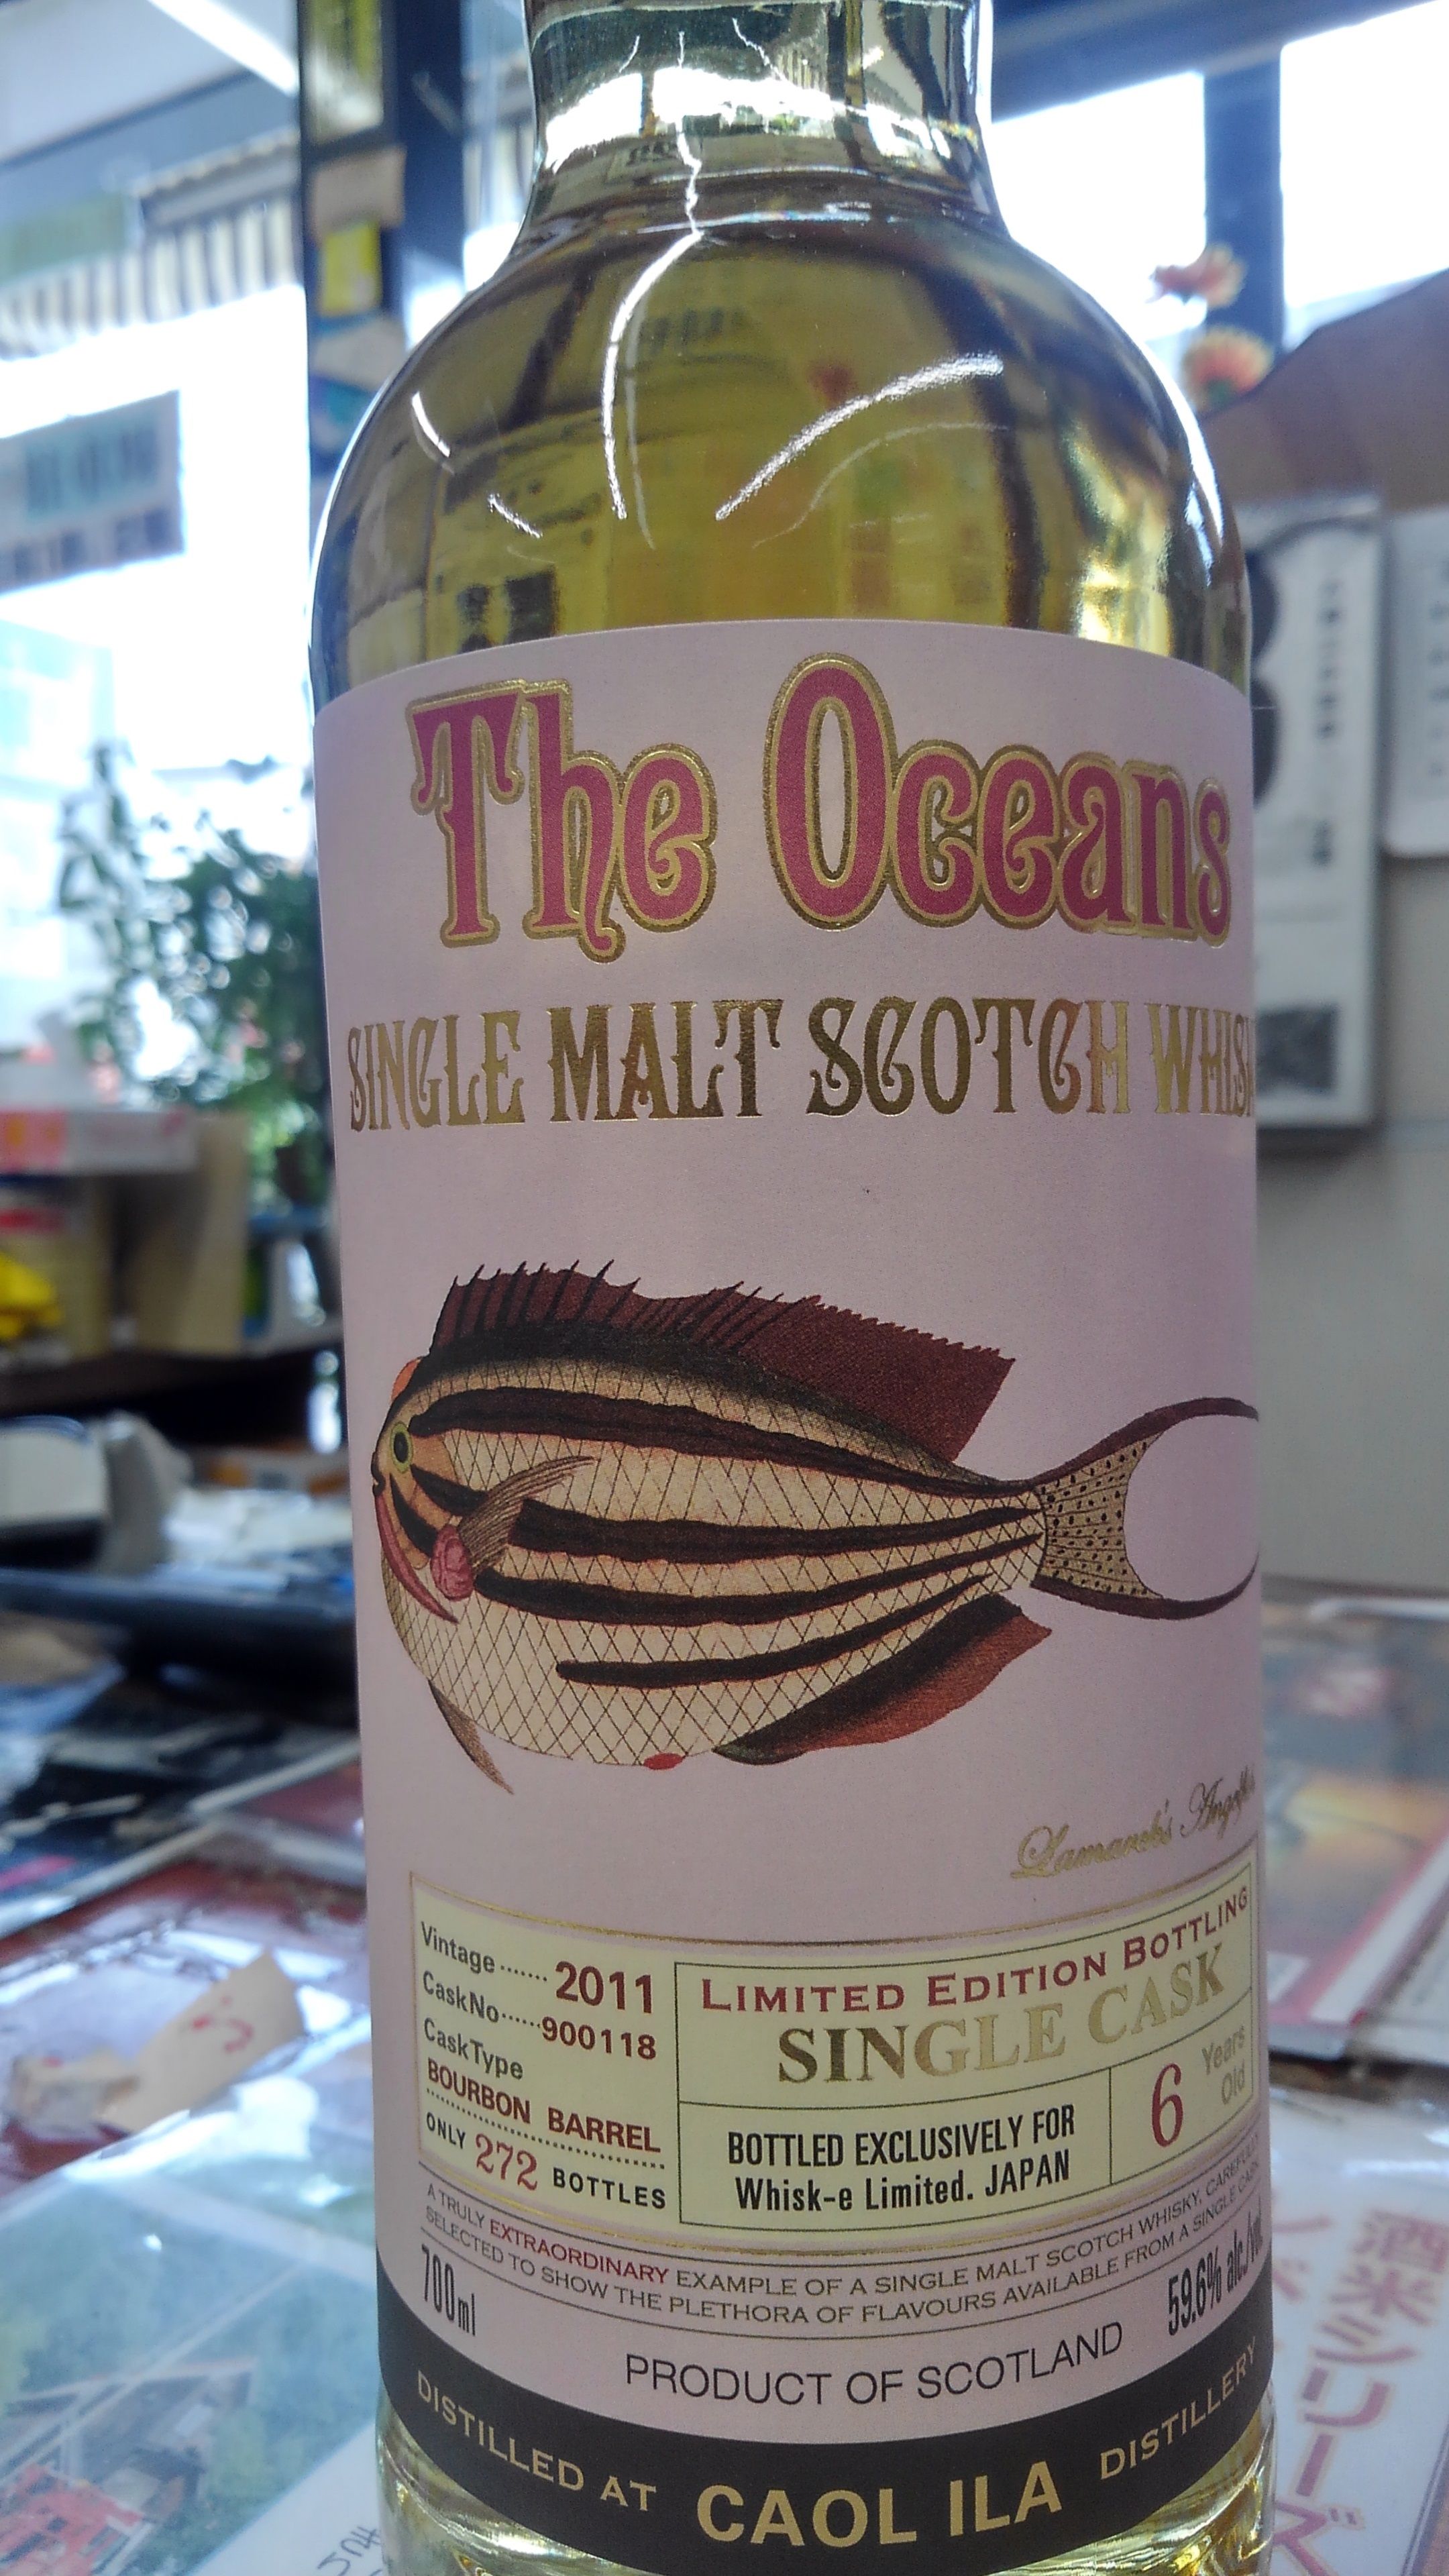 The Oceans
SINGLE MALT SCOTCH WHIS
Lamarck's Angelfis
Vintage ....... 2011
Cask No ...... 900118
Cask Type
BOURBON BARREL
ONLY 272 BOTTLES
LIMITED EDITION BOTTLING
SINGLE CASK
BOTTLED EXCLUSIVELY FOR
Whisk-e Limited. JAPAN
6 Years
Old
A TRULY EXTRAORDINARY EXAMPLE OF A SINGLE MALT SCOTCH WHISKY, CAREFULLY
SELECTED TO SHOW THE PLETHORA OF FLAVOURS AVAILABLE FROM A SINGLE CASK
700ml
59.6% alc./vol
PRODUCT OF SCOTLAND
DISTILLED AT CAOL ILA DISTILLERY